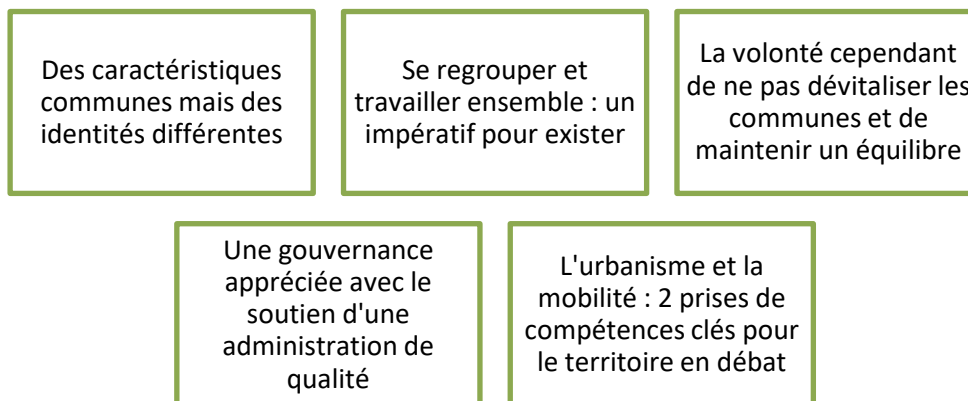 Des caractéristiques
communes mais des
identités différentes
Se regrouper et
travailler ensemble : un
impératif pour exister
La volonté cependant
de ne pas dévitaliser les
communes et de
maintenir un équilibre
Une gouvernance
appréciée avec le
soutien d'une
administration de
qualité
L'urbanisme et la
mobilité : 2 prises de
compétences clés pour
le territoire en débat